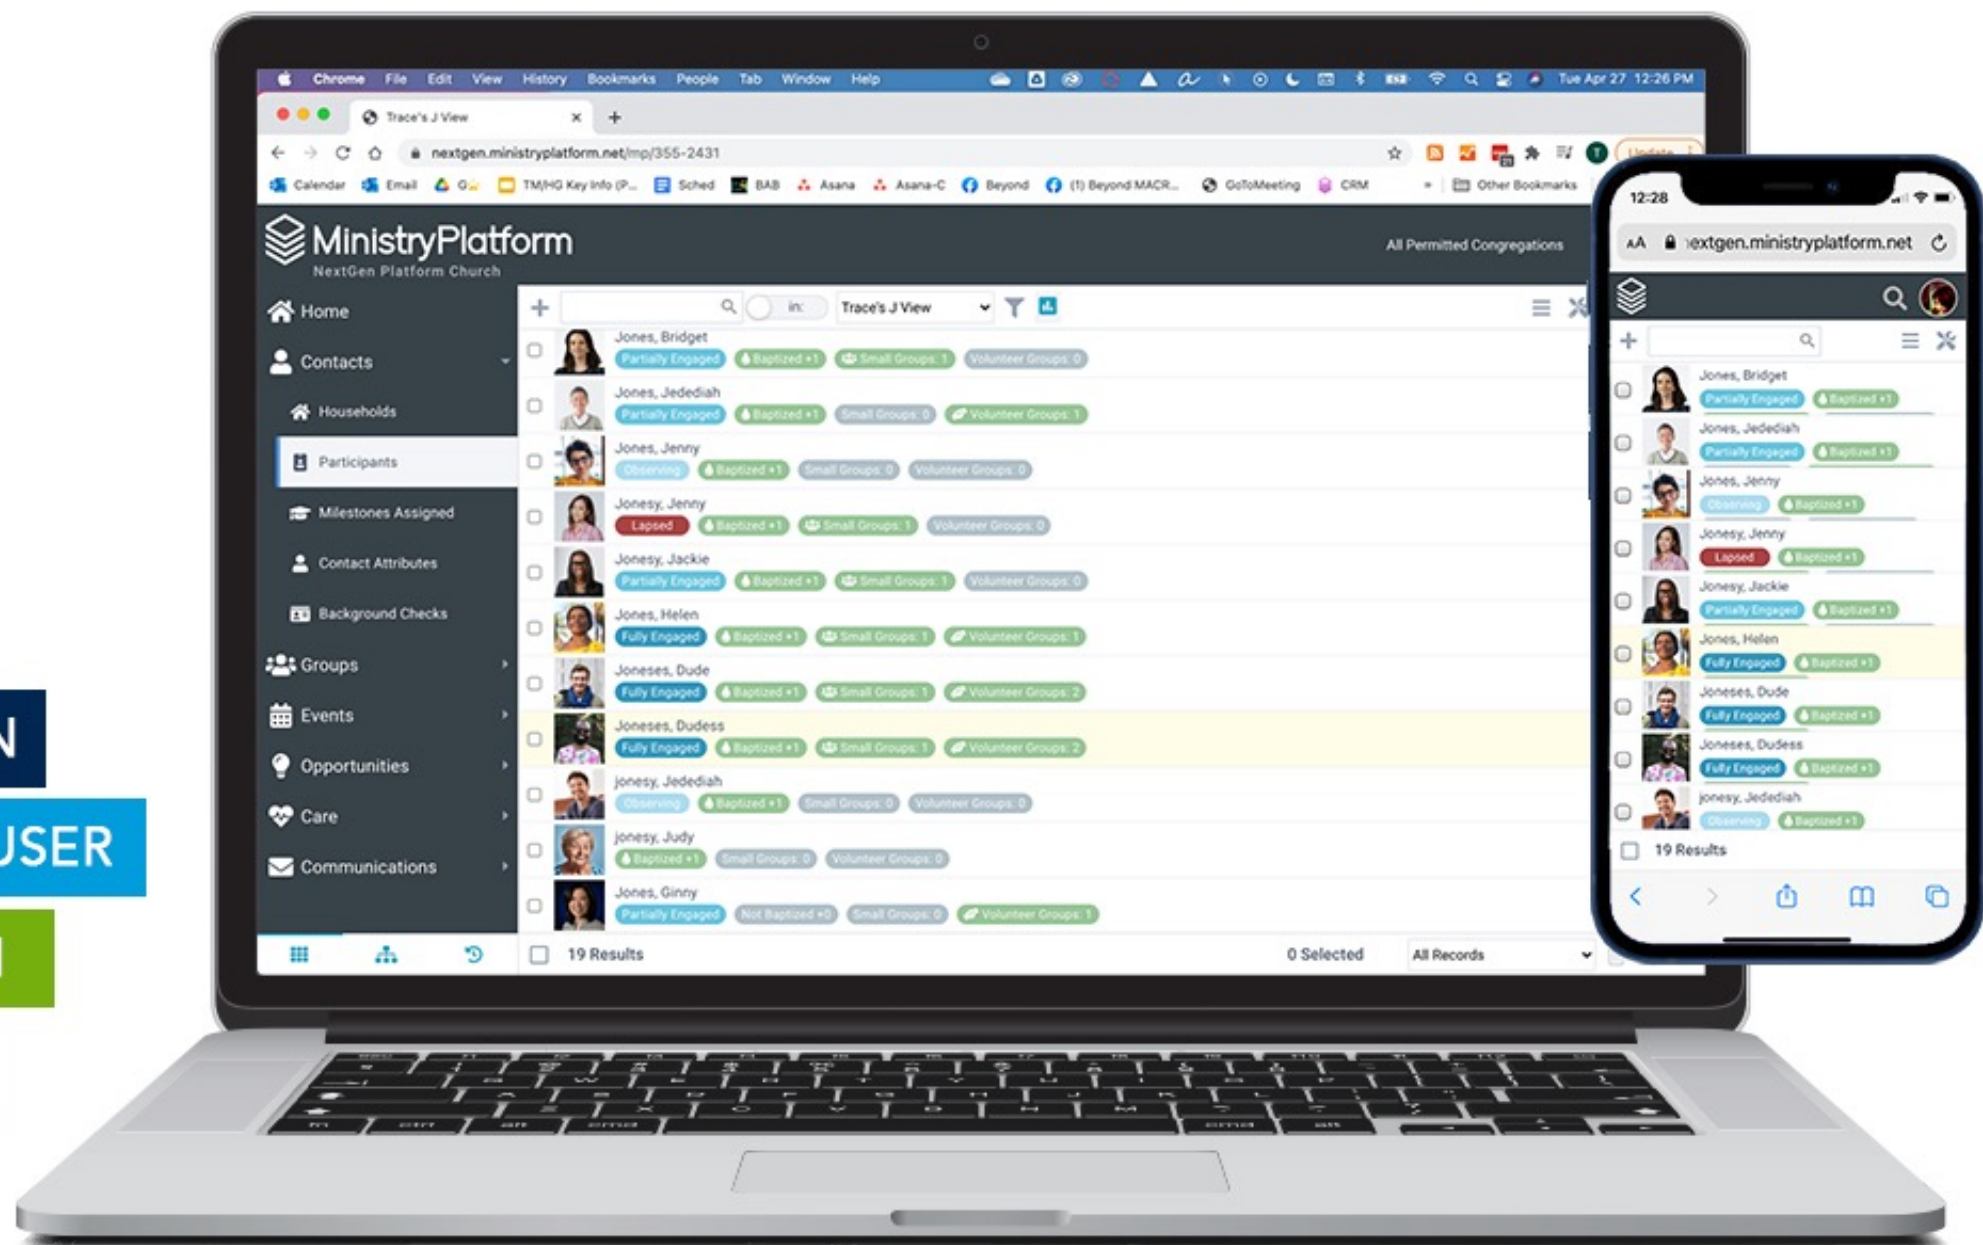 Chrome File Edit View History Bookmarks People Tab Window Help Tue Apr 27 12:26 PM
Trace's J View
nextgen.ministryplatform.net/mp/355-2431
Update
Calendar Email TM/HG Key Info (P... Sched BAB Asana Asana-C Beyond (1) Beyond MACR... GoToMeeting CRM Other Bookmarks
MinistryPlatform
NextGen Platform Church
All Permitted Congregations
Home
Contacts
Households
Participants
Milestones Assigned
Contact Attributes
Background Checks
Groups
Events
Opportunities
Care
Communications
in: Trace's J View
Jones, Bridget
Partially Engaged Baptized +1 Small Groups: 1 Volunteer Groups: 0
Jones, Jedediah
Partially Engaged Baptized +1 Small Groups: 0 Volunteer Groups: 1
Jones, Jenny
Observing Baptized +1 Small Groups: 0 Volunteer Groups: 0
Jonesy, Jenny
Lapsed Baptized +1 Small Groups: 1 Volunteer Groups: 0
Jonesy, Jackie
Partially Engaged Baptized +1 Small Groups: 1 Volunteer Groups: 0
Jones, Helen
Fully Engaged Baptized +1 Small Groups: 1 Volunteer Groups: 1
Joneses, Dude
Fully Engaged Baptized +1 Small Groups: 1 Volunteer Groups: 2
Joneses, Dudess
Fully Engaged Baptized +1 Small Groups: 1 Volunteer Groups: 2
jonesy, Jedediah
Observing Baptized +1 Small Groups: 0 Volunteer Groups: 0
jonesy, Judy
Baptized +1 Small Groups: 0 Volunteer Groups: 0
Jones, Ginny
Partially Engaged Not Baptized +0 Small Groups: 0 Volunteer Groups: 1
19 Results 0 Selected All Records
12:28
AA extgen.ministryplatform.net
Jones, Bridget
Partially Engaged Baptized +1
Jones, Jedediah
Partially Engaged Baptized +1
Jones, Jenny
Observing Baptized +1
Jonesy, Jenny
Lapsed Baptized +1
Jonesy, Jackie
Partially Engaged Baptized +1
Jones, Helen
Fully Engaged Baptized +1
Joneses, Dude
Fully Engaged Baptized +1
Joneses, Dudess
Fully Engaged Baptized +1
jonesy, Jedediah
Observing Baptized +1
19 Results
N
USER